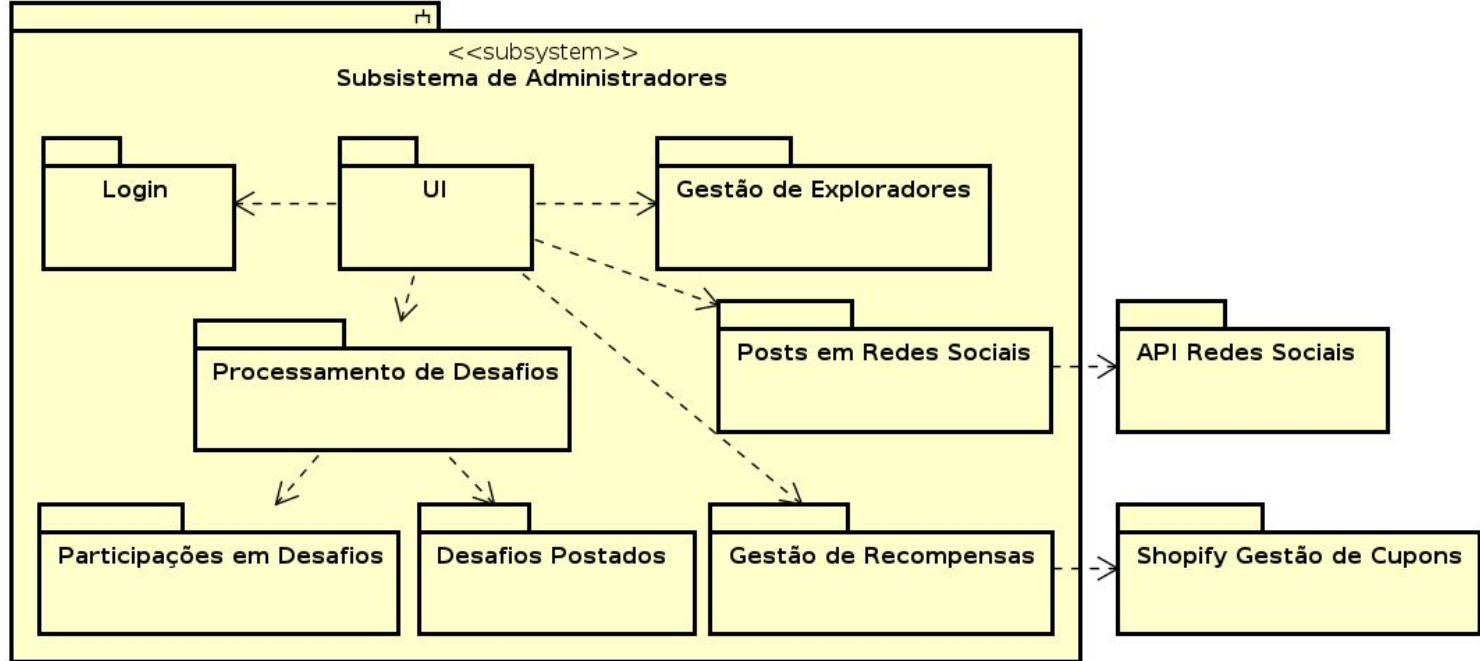 <<subsystem>>
Subsistema de Administradores
Login
UI
Gestão de Exploradores
Processamento de Desafios
Posts em Redes Sociais
API Redes Sociais
Participações em Desafios
Desafios Postados
Gestão de Recompensas
Shopify Gestão de Cupons